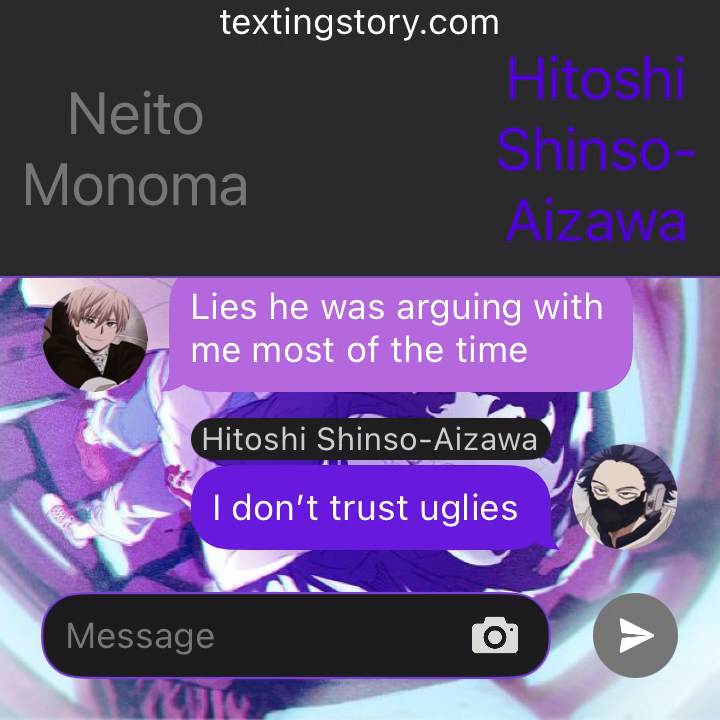 textingstory.com
Neito
Monoma
Hitoshi
Shinso-
Aizawa
Lies he was arguing with
me most of the time
Hitoshi Shinso-Aizawa
I don’t trust uglies
Message